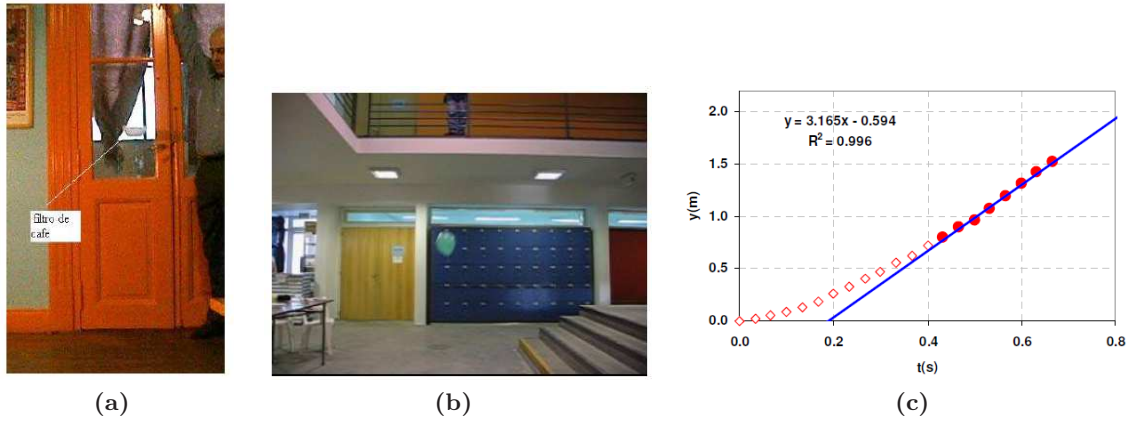 filtro de
cafe
(a)
(b)
y = 3.165x - 0.594
R² = 0.996
y(m)
2.0
1.5
1.0
0.5
0.0
0.0 0.2 0.4 0.6 0.8
t(s)
(c)